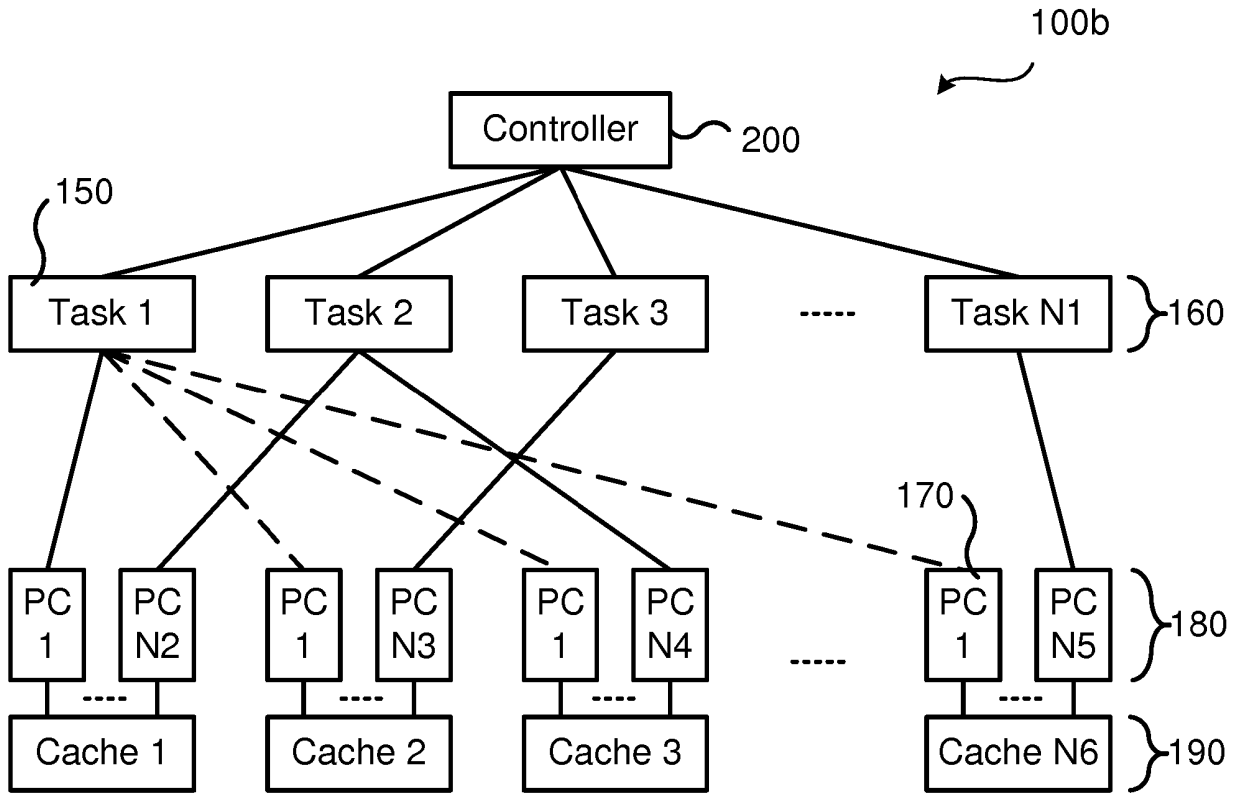 100b
Controller
200
150
Task 1
Task 2
Task 3
Task N1
160
170
PC
1
PC
N2
PC
1
PC
N3
PC
1
PC
N4
PC
1
PC
N5
180
Cache 1
Cache 2
Cache 3
Cache N6
190